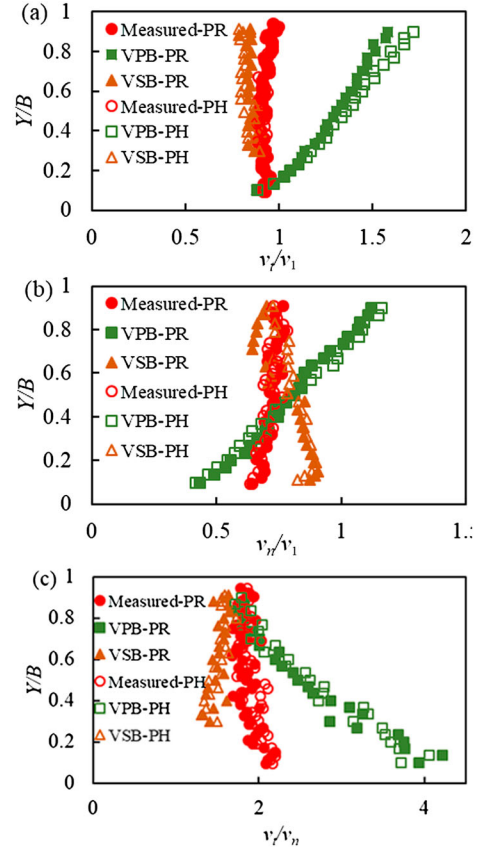 (a)
1
0.8
0.6
0.4
0.2
0
Y/B
Measured-PR
VPB-PR
VSB-PR
Measured-PH
VPB-PH
VSB-PH
0 0.5 1 1.5 2
vt/v1
(b)
1
0.8
0.6
0.4
0.2
0
Y/B
Measured-PR
VPB-PR
VSB-PR
Measured-PH
VPB-PH
VSB-PH
0 0.5 1 1.5
vn/v1
(c)
1
0.8
0.6
0.4
0.2
0
Y/B
Measured-PR
VPB-PR
VSB-PR
Measured-PH
VPB-PH
VSB-PH
0 2 4
vt/vn